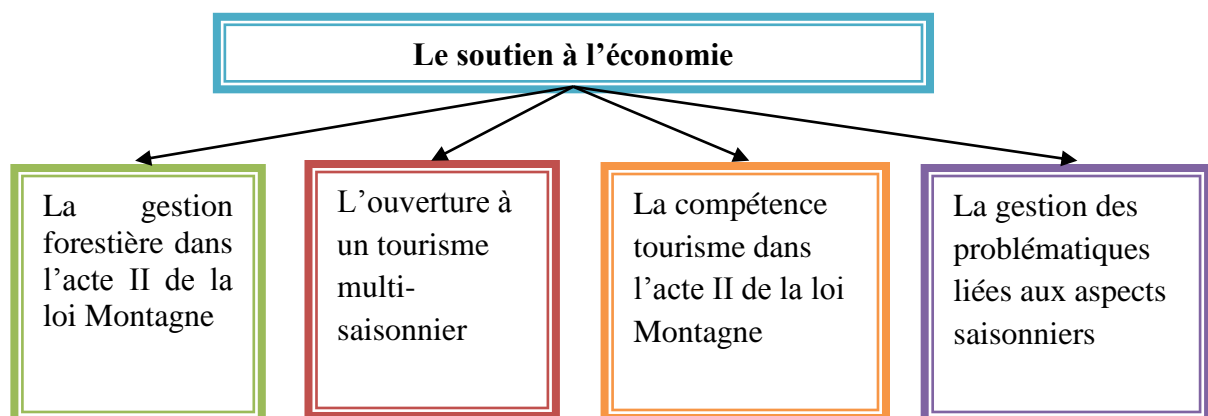 Le soutien à l’économie
La gestion
forestière dans
l’acte II de la
loi Montagne
L’ouverture à
un tourisme
multi-
saisonnier
La compétence
tourisme dans
l’acte II de la loi
Montagne
La gestion des
problématiques
liées aux aspects
saisonniers